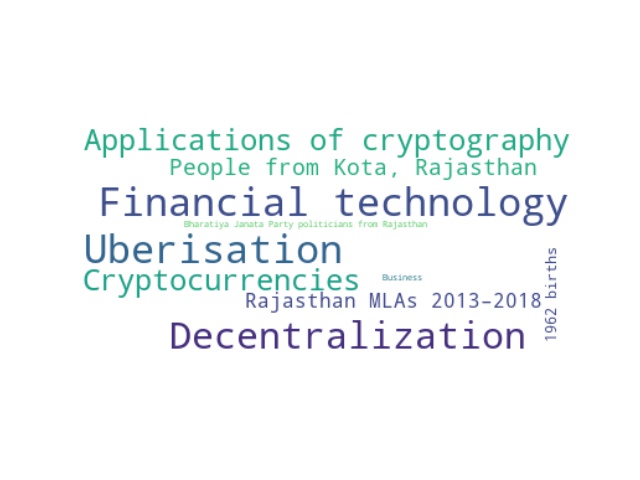 Applications of cryptography
People from Kota, Rajasthan
Financial technology
Bharatiya Janata Party politicians from Rajasthan
Uberisation
Cryptocurrencies
Business
Rajasthan MLAs 2013–2018
1962 births
Decentralization